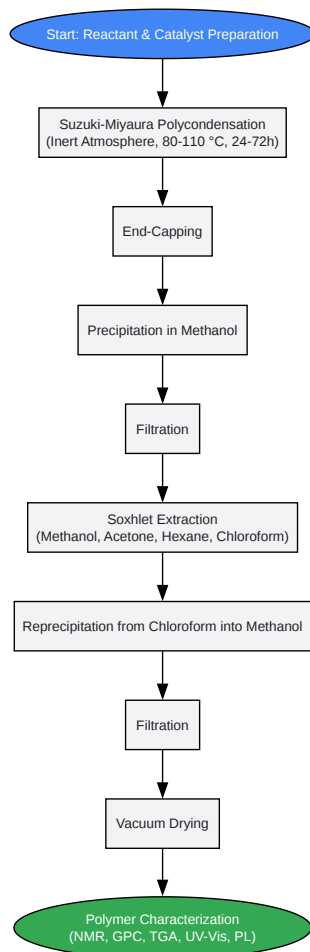 Start: Reactant & Catalyst Preparation
Suzuki-Miyaura Polycondensation
(Inert Atmosphere, 80-110 °C, 24-72h)
End-Capping
Precipitation in Methanol
Filtration
Soxhlet Extraction
(Methanol, Acetone, Hexane, Chloroform)
Reprecipitation from Chloroform into Methanol
Filtration
Vacuum Drying
Polymer Characterization
(NMR, GPC, TGA, UV-Vis, PL)